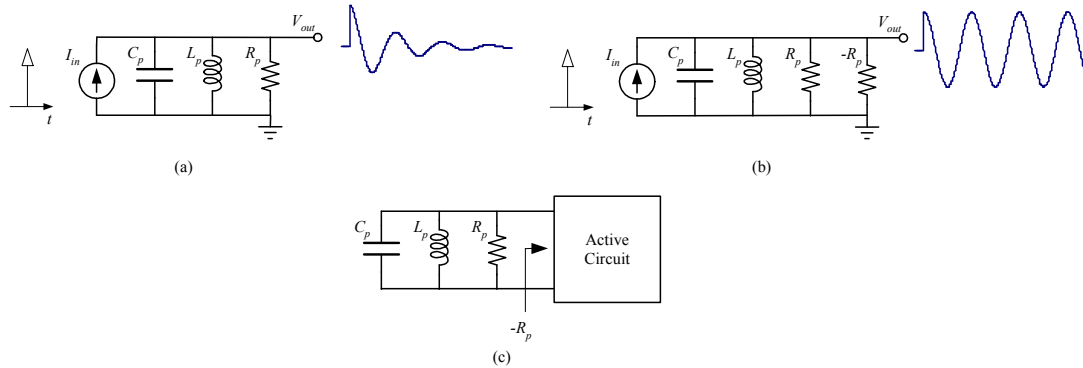 V_out
I_in C_p L_p R_p
t
(a)
V_out
I_in C_p L_p R_p -R_p
t
(b)
C_p L_p R_p
Active
Circuit
-R_p
(c)